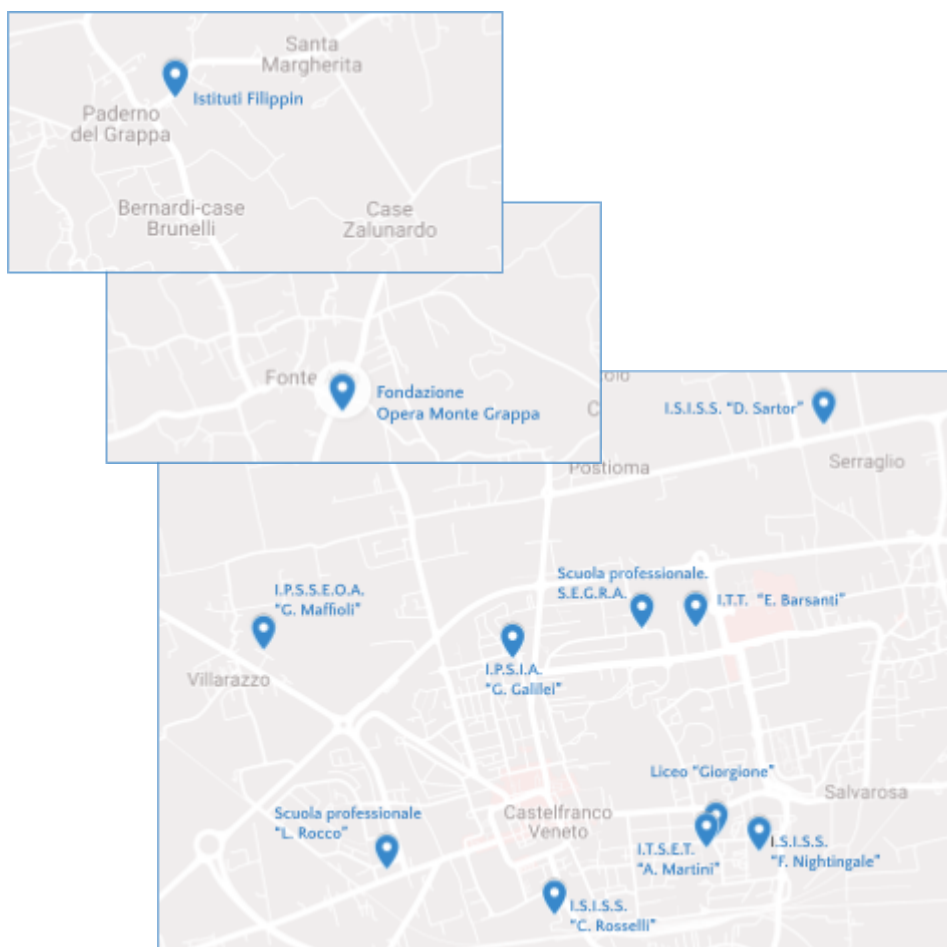 Santa
Margherita
Istituti Filippin
Paderno
del Grappa
Bernardi-case
Brunelli
Case
Zalunardo
Fonte
Fondazione
Opera Monte Grappa
I.S.I.S.S. “D. Sartor”
Postioma
Serraglio
Scuola professionale.
S.E.G.R.A.
I.T.T. “E. Barsanti”
I.P.S.S.E.O.A.
“G. Maffioli”
Villarazzo
I.P.S.I.A.
“G. Galilei”
Liceo “Giorgione”
Salvarosa
Scuola professionale
“L. Rocco”
Castelfranco
Veneto
I.T.S.E.T.
“A. Martini”
I.S.I.S.S.
“F. Nightingale”
I.S.I.S.S.
“C. Rosselli”